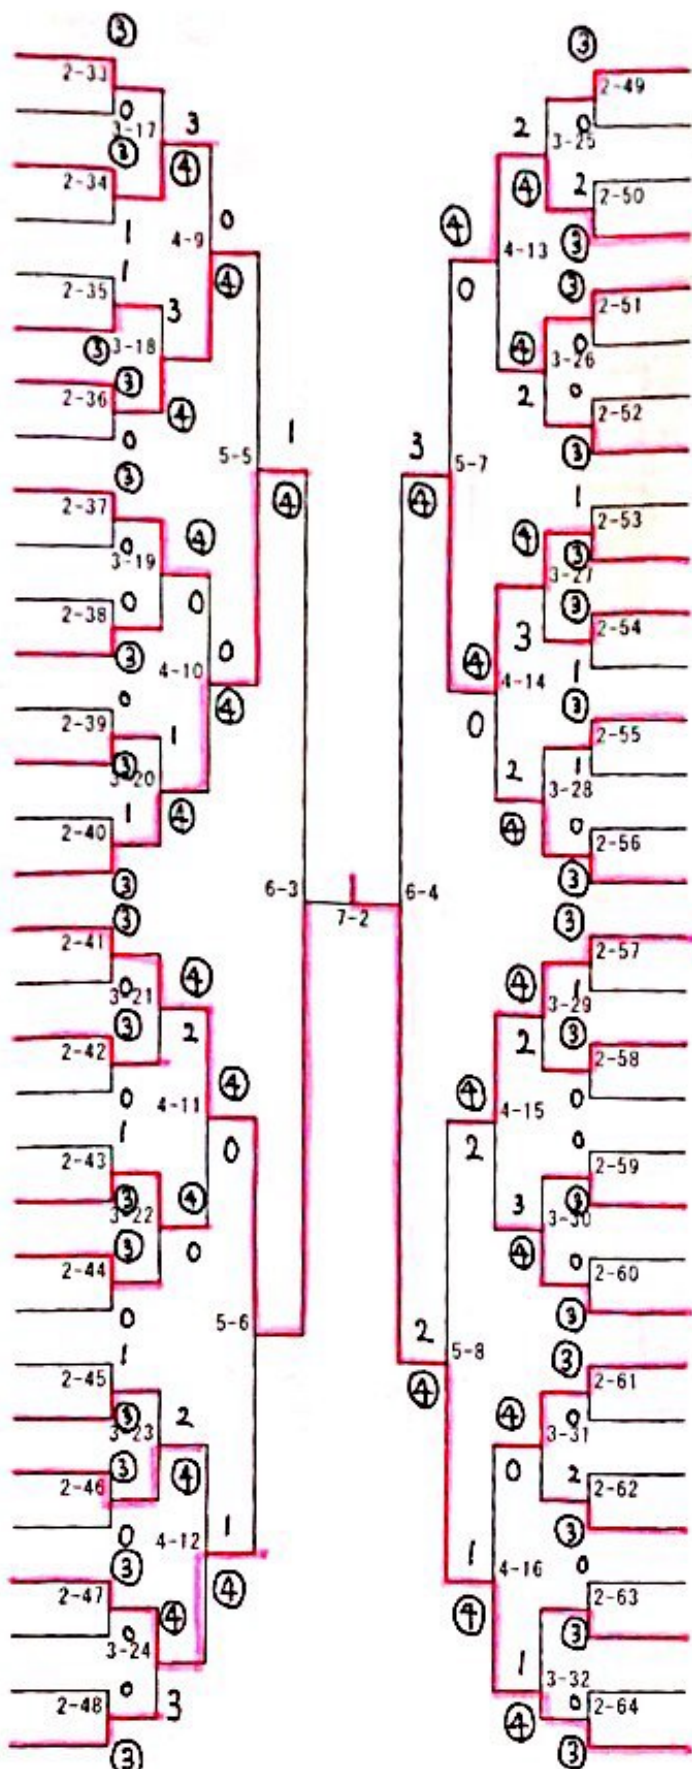 ③ ③
2-33 2-49
0 0
3-17 3 2 3-25
③ ④ ④ 2
2-34 2-50
1 0 ④ ③
4-9 4-13
1 ④ 0 ③
2-35 3 2-51
③ 3-18 ④ 0
③ 3-26
2-36 ④ 2 0 2-52
0 1 3 ③
5-5 5-7
③ ④ ④ 1
2-37 2-53
0 ④ ④ ③
3-19 3-27
0 0 3 ③
2-38 2-54
③ 0 ④ 1
4-10 4-14
0 ④ 0 ③
2-39 1 2 2-55
③ 1
3-20 3-28
1 ④ ④ 0
2-40 2-56
③ 6-3 6-4 ③
7-2
③ ③
2-41 2-57
0 ④ ④ 1
3-21 3-29
③ 2 2 ③
2-42 2-58
0 4-11 ④ ④ 4-15 0
1 0 2 0
2-43 2-59
③ ④ 3 ③
3-22 3-30
③ 0 ④ 0
2-44 2-60
0 5-6 2 5-8 ③
1 ④ ③
2-45 2-61
③ 2 ④ 0
3-23 3-31
③ ④ 0 2
2-46 2-62
0 4-12 1 1 4-16 ③
③ ④ ④ 0
2-47 2-63
0 ④ 1 ③
3-24 3-32
0 3 ④ 0
2-48 2-64
③ ③